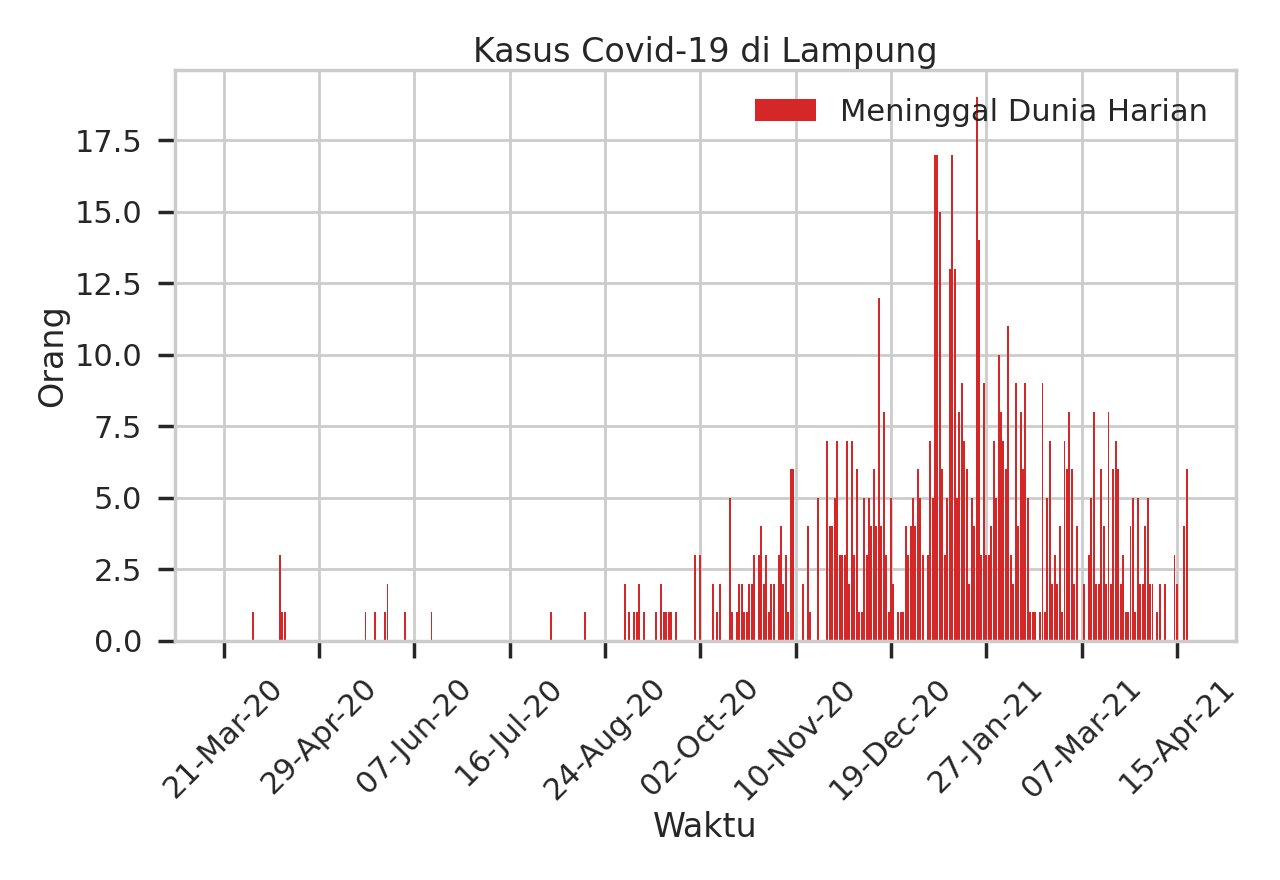 Kasus Covid-19 di Lampung
Meninggal Dunia Harian
Orang
17.5
15.0
12.5
10.0
7.5
5.0
2.5
0.0
21-Mar-20
29-Apr-20
07-Jun-20
16-Jul-20
24-Aug-20
02-Oct-20
10-Nov-20
19-Dec-20
27-Jan-21
07-Mar-21
15-Apr-21
Waktu